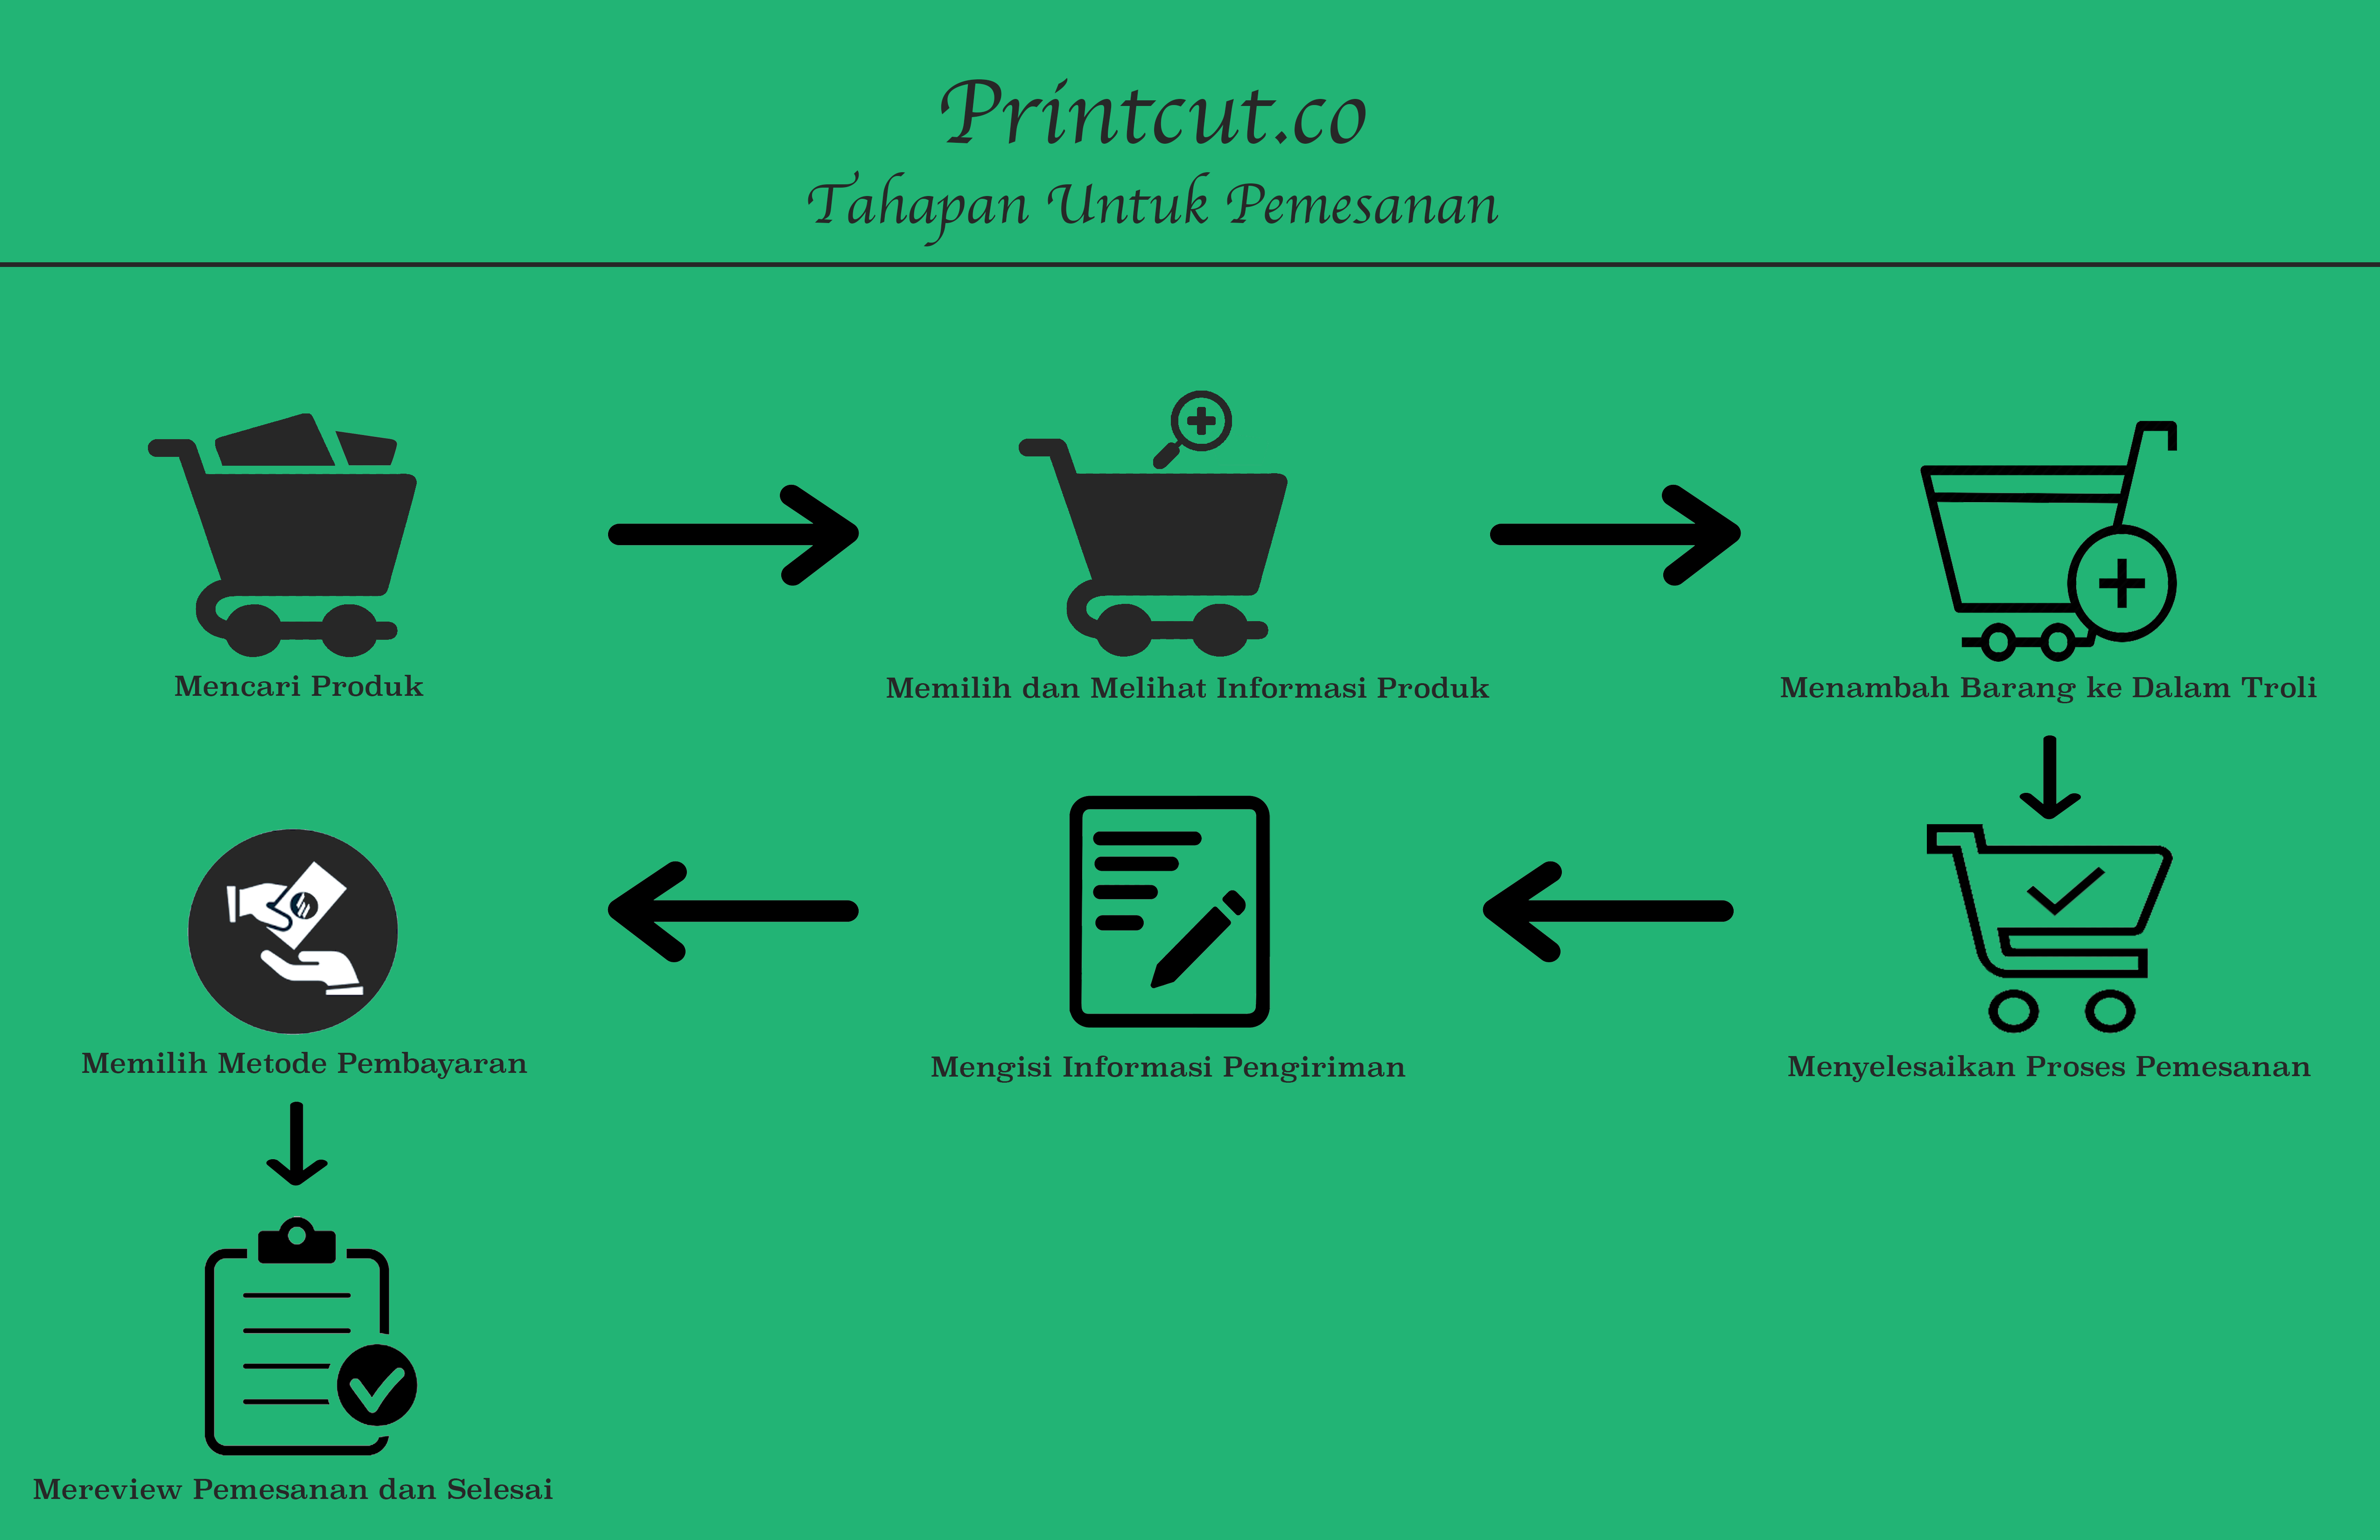 Printcut.co
Tahapan Untuk Pemesanan
Mencari Produk
Memilih dan Melihat Informasi Produk
Menambah Barang ke Dalam Troli
Menyelesaikan Proses Pemesanan
Mengisi Informasi Pengiriman
Memilih Metode Pembayaran
Mereview Pemesanan dan Selesai